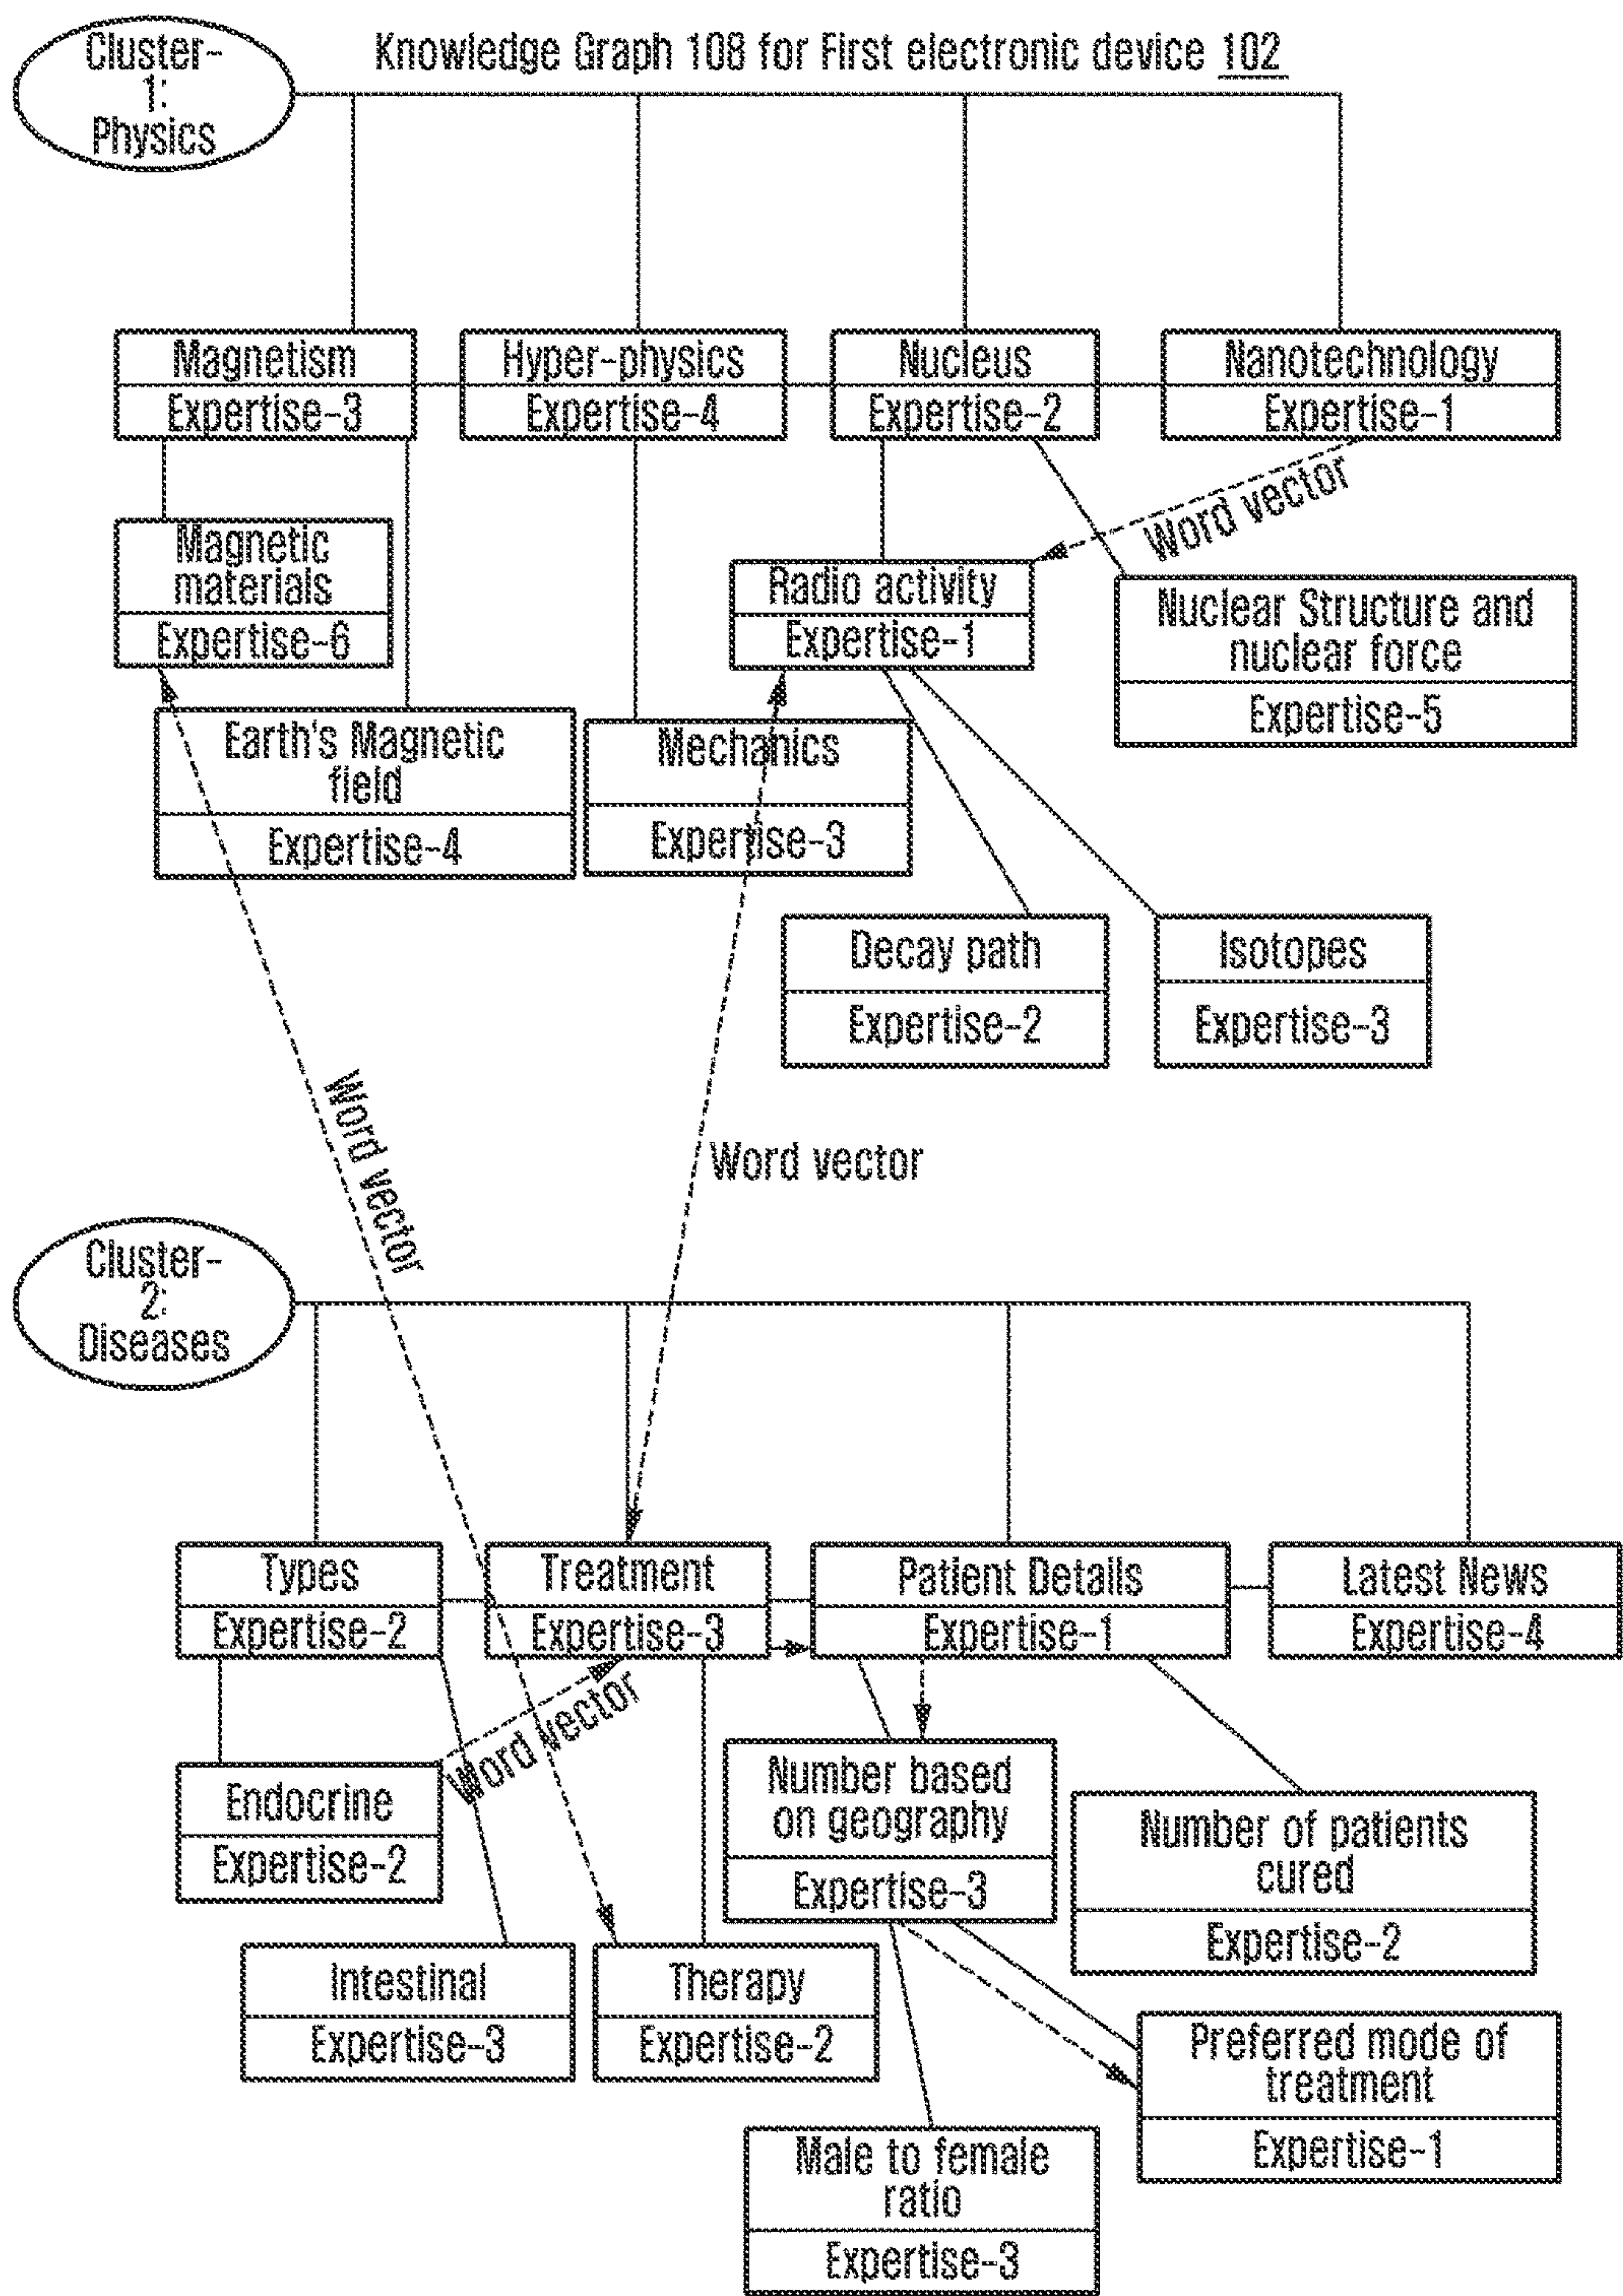 Cluster-
1:
Physics
Knowledge Graph 108 for First electronic device 102
Magnetism
Expertise-3
Hyper-physics
Expertise-4
Nucleus
Expertise-2
Nanotechnology
Expertise-1
Word vector
Magnetic
materials
Expertise-6
Radio activity
Expertise-1
Nuclear Structure and
nuclear force
Expertise-5
Earth's Magnetic
field
Expertise-4
Mechanics
Expertise-3
Decay path
Expertise-2
Isotopes
Expertise-3
Word vector
Word vector
Cluster-
2:
Diseases
Types
Expertise-2
Treatment
Expertise-3
Patient Details
Expertise-1
Latest News
Expertise-4
Word vector
Endocrine
Expertise-2
Number based
on geography
Expertise-3
Number of patients
cured
Expertise-2
Intestinal
Expertise-3
Therapy
Expertise-2
Preferred mode of
treatment
Expertise-1
Male to female
ratio
Expertise-3